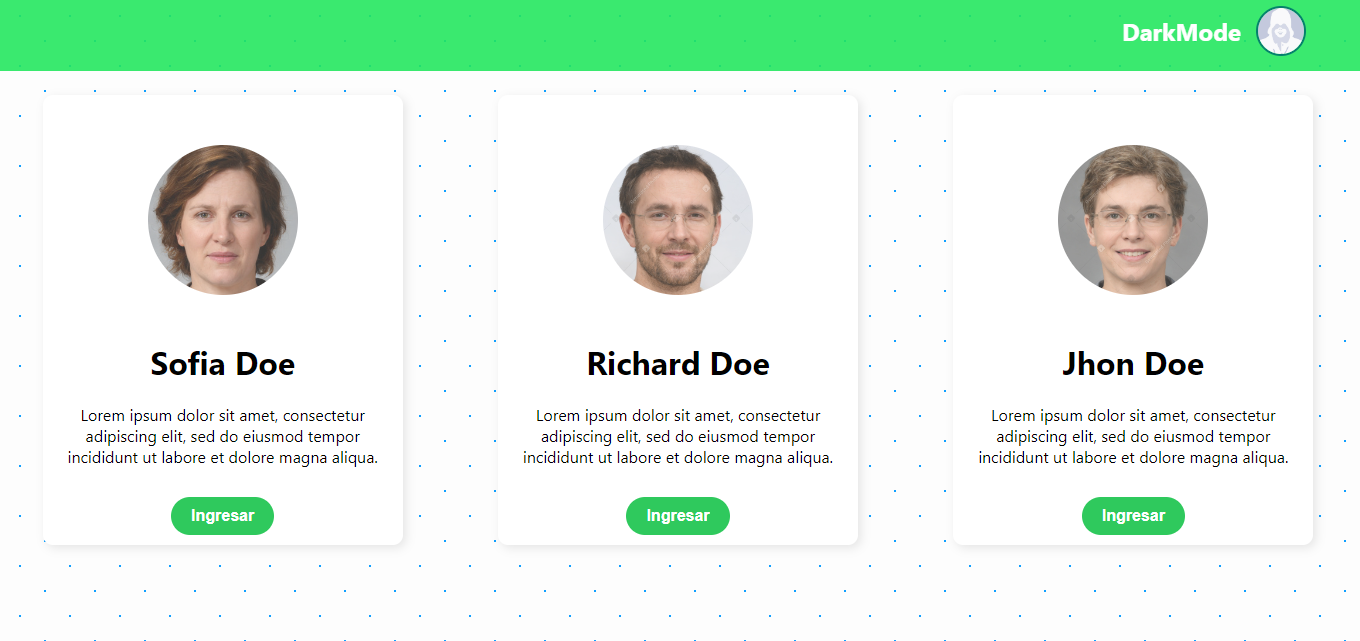 DarkMode
Sofia Doe
Lorem ipsum dolor sit amet, consectetur
adipiscing elit, sed do eiusmod tempor
incididunt ut labore et dolore magna aliqua.
Ingresar
Richard Doe
Lorem ipsum dolor sit amet, consectetur
adipiscing elit, sed do eiusmod tempor
incididunt ut labore et dolore magna aliqua.
Ingresar
Jhon Doe
Lorem ipsum dolor sit amet, consectetur
adipiscing elit, sed do eiusmod tempor
incididunt ut labore et dolore magna aliqua.
Ingresar